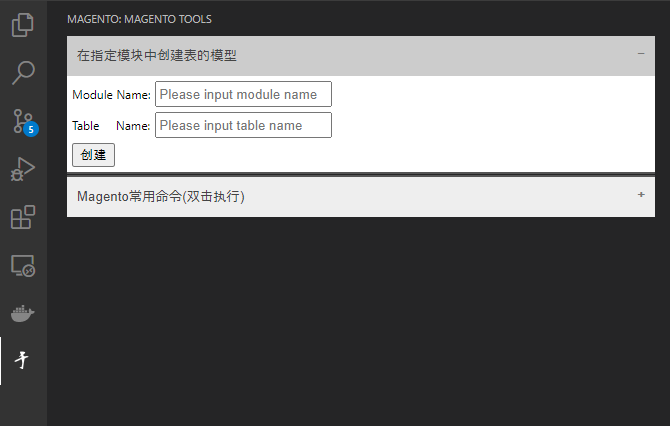 MAGENTO: MAGENTO TOOLS
在指定模块中创建表的模型 −
Module Name: Please input module name
Table Name: Please input table name
创建
Magento常用命令(双击执行) +
5